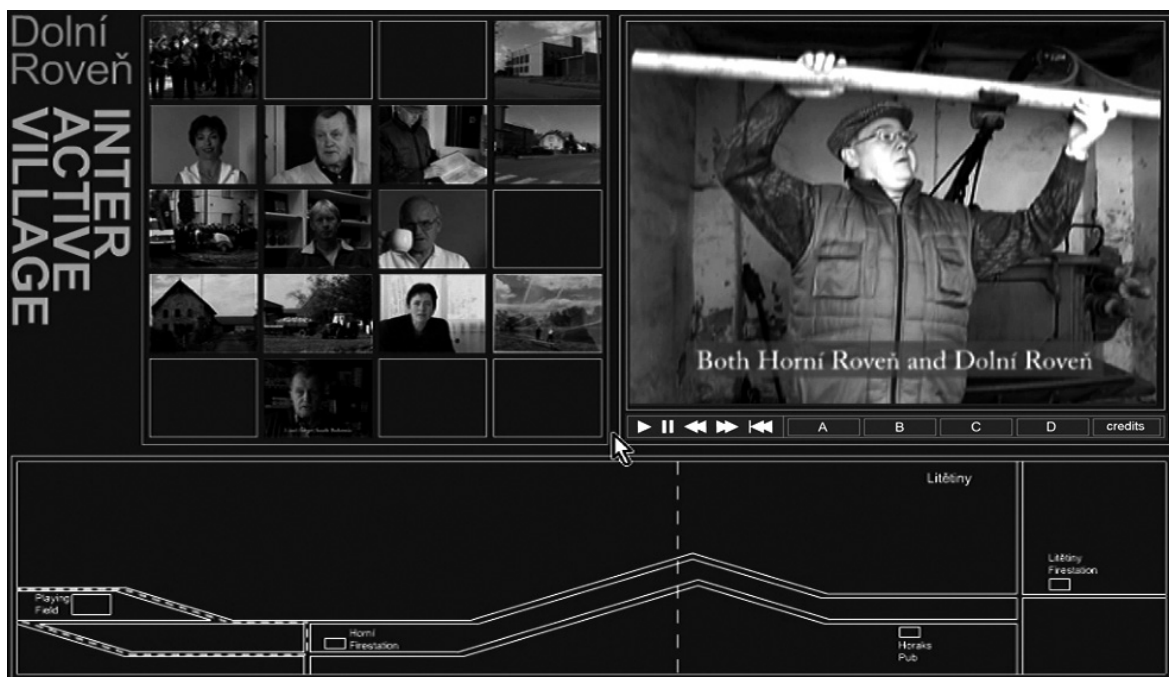 Dolní
Roveň
INTER
ACTIVE
VILLAGE
Both Horní Roveň and Dolní Roveň
A
B
C
D
credits
Litětiny
Litětiny
Firestation
Playing
Field
Horní
Firestation
Horaks
Pub